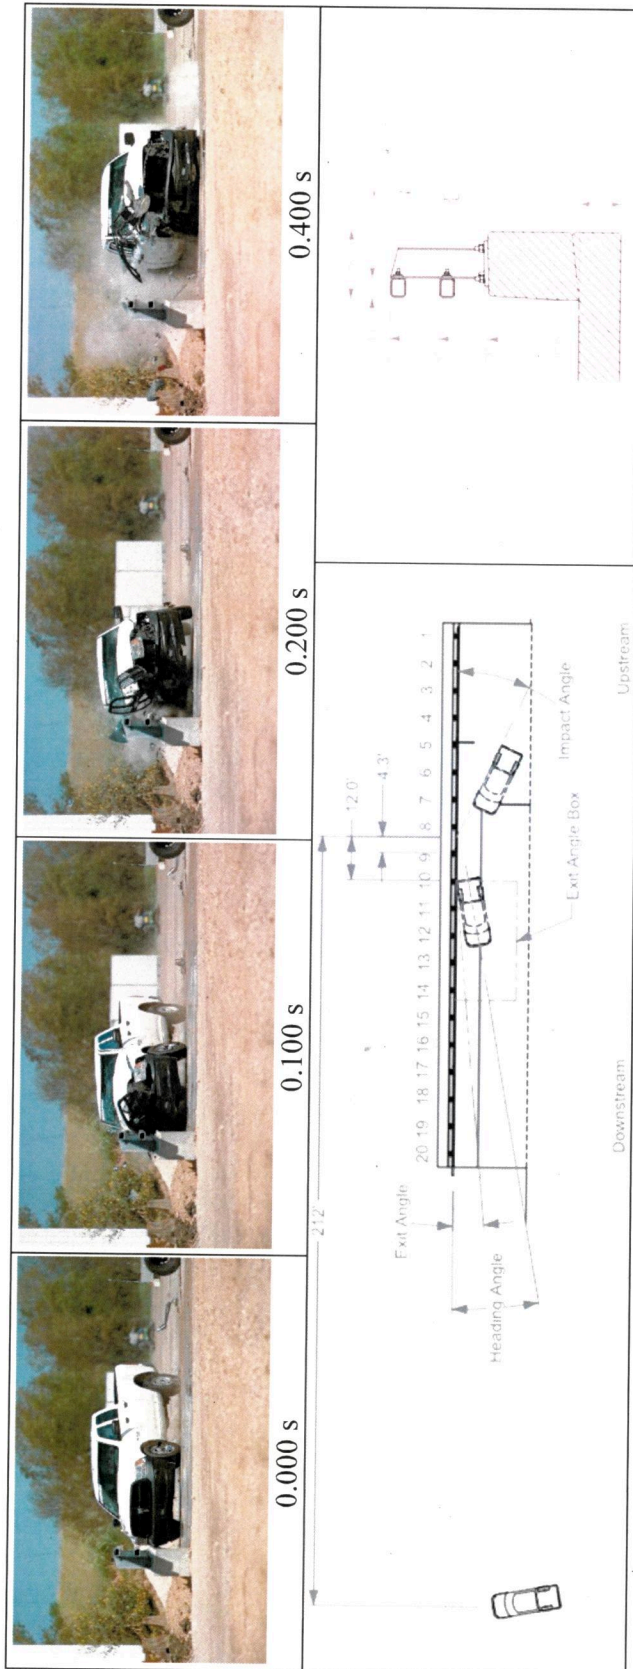 0.000 s
0.100 s
0.200 s
0.400 s
212'
12.0'
4.3'
20 19 18 17 16 15 14 13 12 11 10 9 8 7 6 5 4 3 2 1
Exit Angle
Heading Angle
Exit Angle Box
Impact Angle
Downstream
Upstream